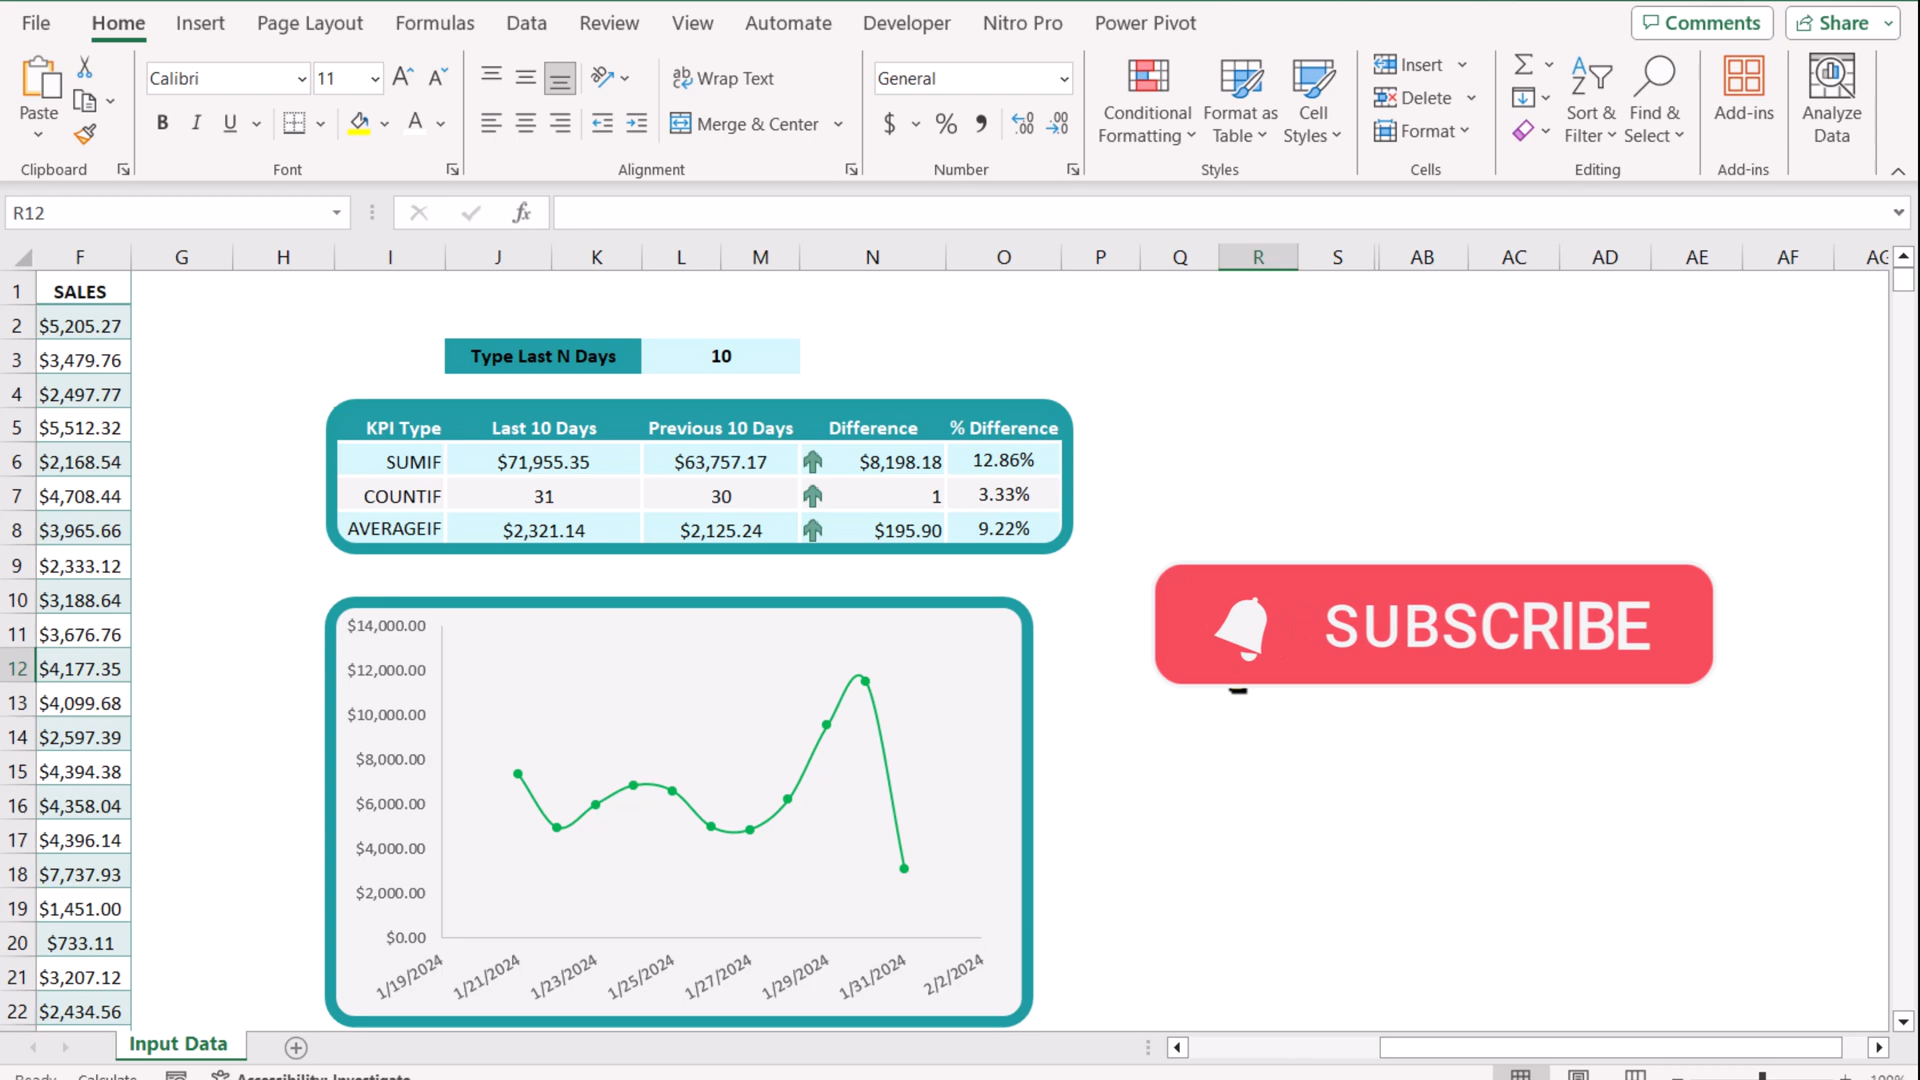 File Home Insert Page Layout Formulas Data Review View Automate Developer Nitro Pro Power Pivot Comments Share
Calibri 11 Wrap Text General Insert
Paste B I U Merge & Center $ % Conditional Formatting Format as Table Cell Styles Delete Format Sort & Filter Find & Select Add-ins Analyze Data
Clipboard Font Alignment Number Styles Cells Editing Add-ins
R12 fx
F G H I J K L M N O P Q R S AB AC AD AE AF AG
1 SALES
2 $5,205.27
3 $3,479.76 Type Last N Days 10
4 $2,497.77
5 $5,512.32 KPI Type Last 10 Days Previous 10 Days Difference % Difference
6 $2,168.54 SUMIF $71,955.35 $63,757.17 $8,198.18 12.86%
7 $4,708.44 COUNTIF 31 30 1 3.33%
8 $3,965.66 AVERAGEIF $2,321.14 $2,125.24 $195.90 9.22%
9 $2,333.12
10 $3,188.64
11 $3,676.76
12 $4,177.35
13 $4,099.68
14 $2,597.39
15 $4,394.38
16 $4,358.04
17 $4,396.14
18 $7,737.93
19 $1,451.00
20 $733.11
21 $3,207.12
22 $2,434.56
$14,000.00
$12,000.00
$10,000.00
$8,000.00
$6,000.00
$4,000.00
$2,000.00
$0.00
1/19/2024 1/21/2024 1/23/2024 1/25/2024 1/27/2024 1/29/2024 1/31/2024 2/2/2024
SUBSCRIBE
Input Data
Ready Calculate Accessibility: Investigate 100%